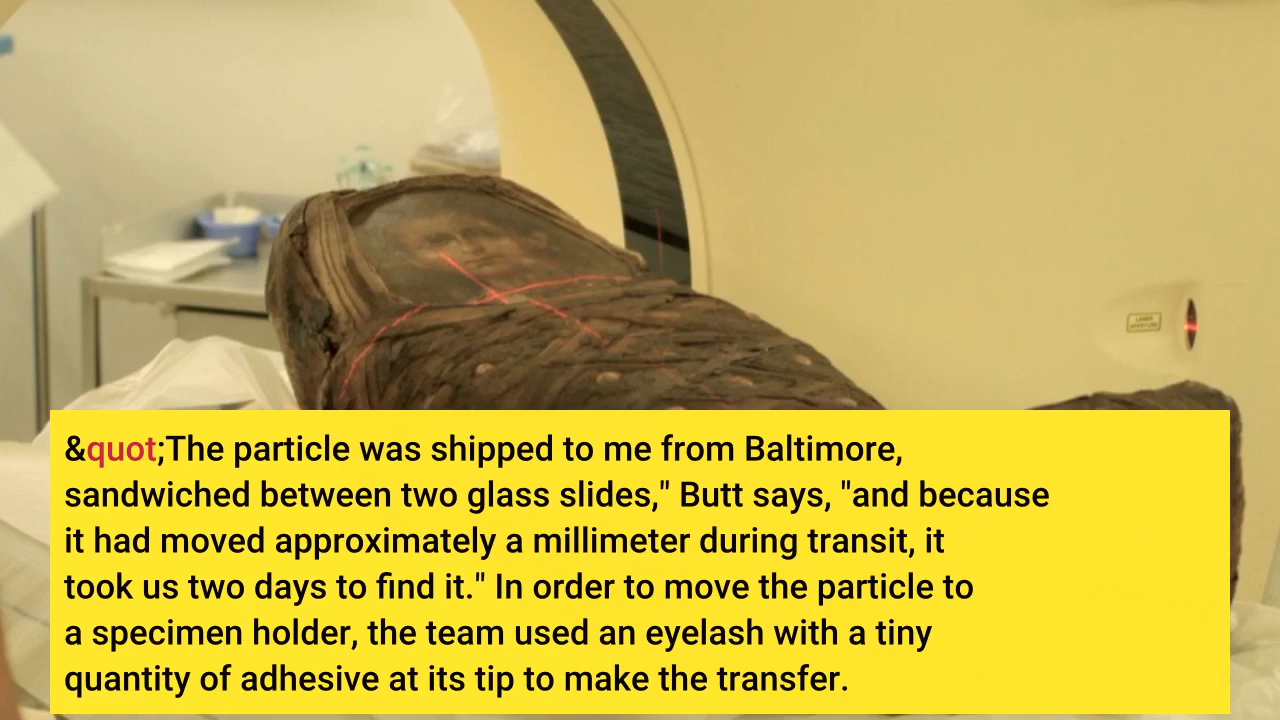 LASER
APERTURE
&quot;The particle was shipped to me from Baltimore,
sandwiched between two glass slides," Butt says, "and because
it had moved approximately a millimeter during transit, it
took us two days to find it." In order to move the particle to
a specimen holder, the team used an eyelash with a tiny
quantity of adhesive at its tip to make the transfer.